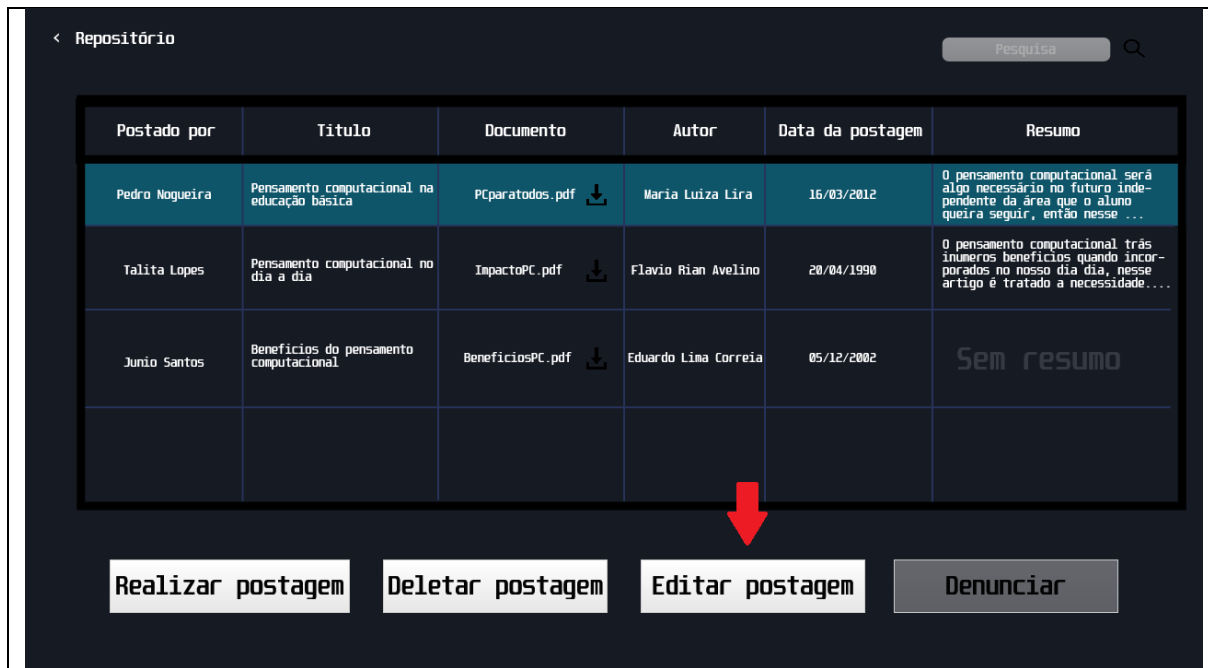 < Repositório
Pesquisa
Postado por
Titulo
Documento
Autor
Data da postagem
Resumo
Pedro Nogueira
Pensamento computacional na
educação básica
PCparatodos.pdf
Maria Luiza Lira
16/03/2012
O pensamento computacional será
algo necessário no futuro inde-
pendente da área que o aluno
queira seguir, então nesse ...
Talita Lopes
Pensamento computacional no
dia a dia
ImpactoPC.pdf
Flavio Rian Avelino
20/04/1990
O pensamento computacional trás
inumeros beneficios quando incor-
porados no nosso dia dia, nesse
artigo é tratado a necessidade....
Junio Santos
Beneficios do pensamento
computacional
BeneficiosPC.pdf
Eduardo Lima Correia
05/12/2002
Sem resumo
Realizar postagem
Deletar postagem
Editar postagem
Denunciar